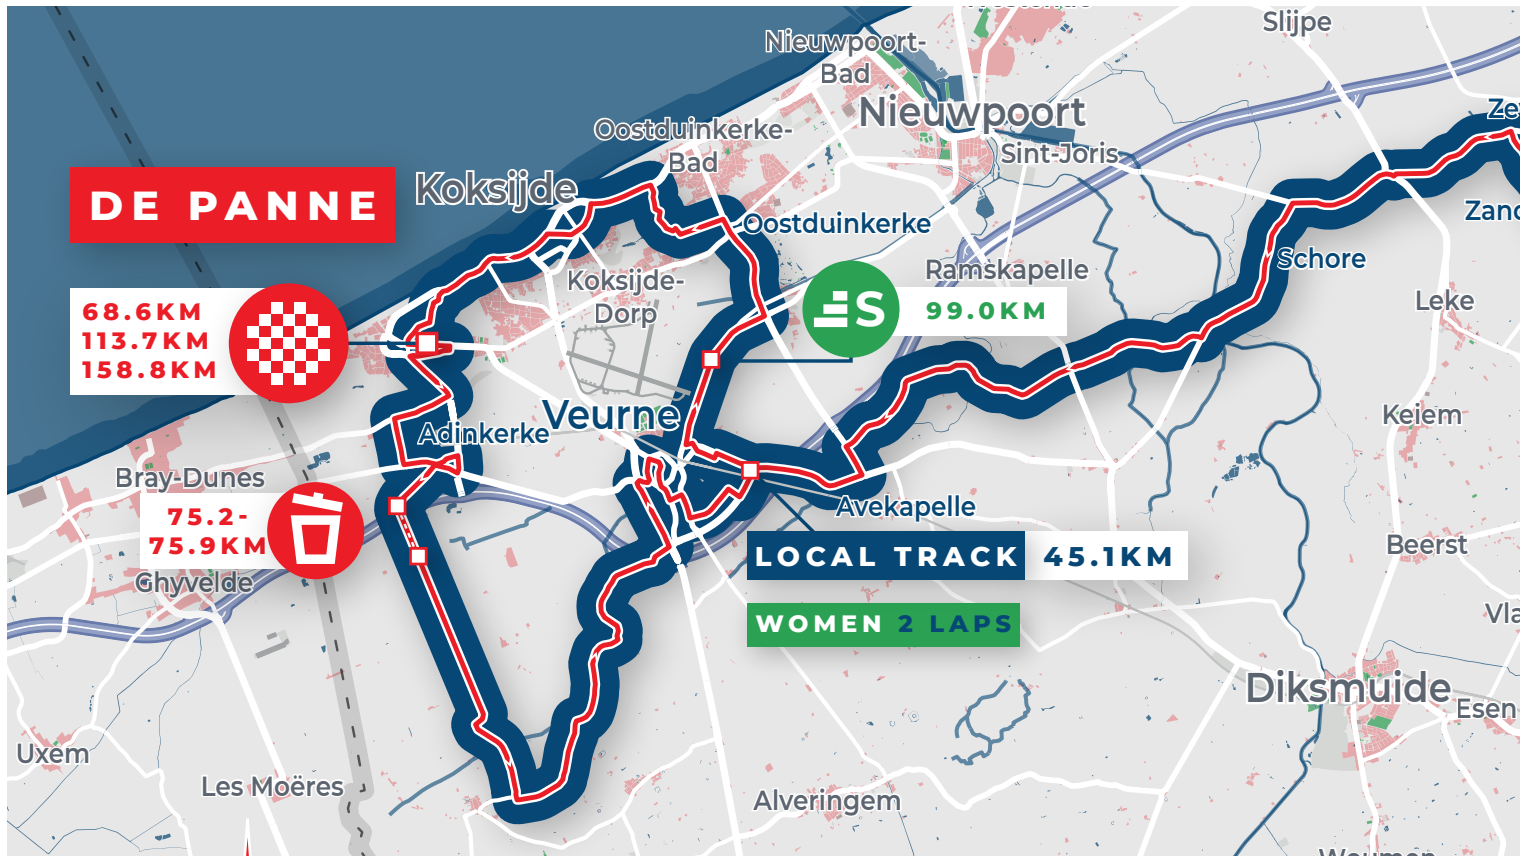 Slijpe
Nieuwpoort-
Bad
Nieuwpoort
Sint-Joris
Oostduinkerke-
Bad
DE PANNE
Koksijde
Oostduinkerke
Schore
Ramskapelle
Koksijde-
Dorp
Leke
68.6KM
113.7KM
158.8KM
S
99.0KM
Veurne
Adinkerke
Keiem
Bray-Dunes
Avekapelle
75.2-
75.9KM
LOCAL TRACK
45.1KM
Beerst
Ghyvelde
WOMEN 2 LAPS
Diksmuide
Esen
Uxem
Les Moëres
Alveringem